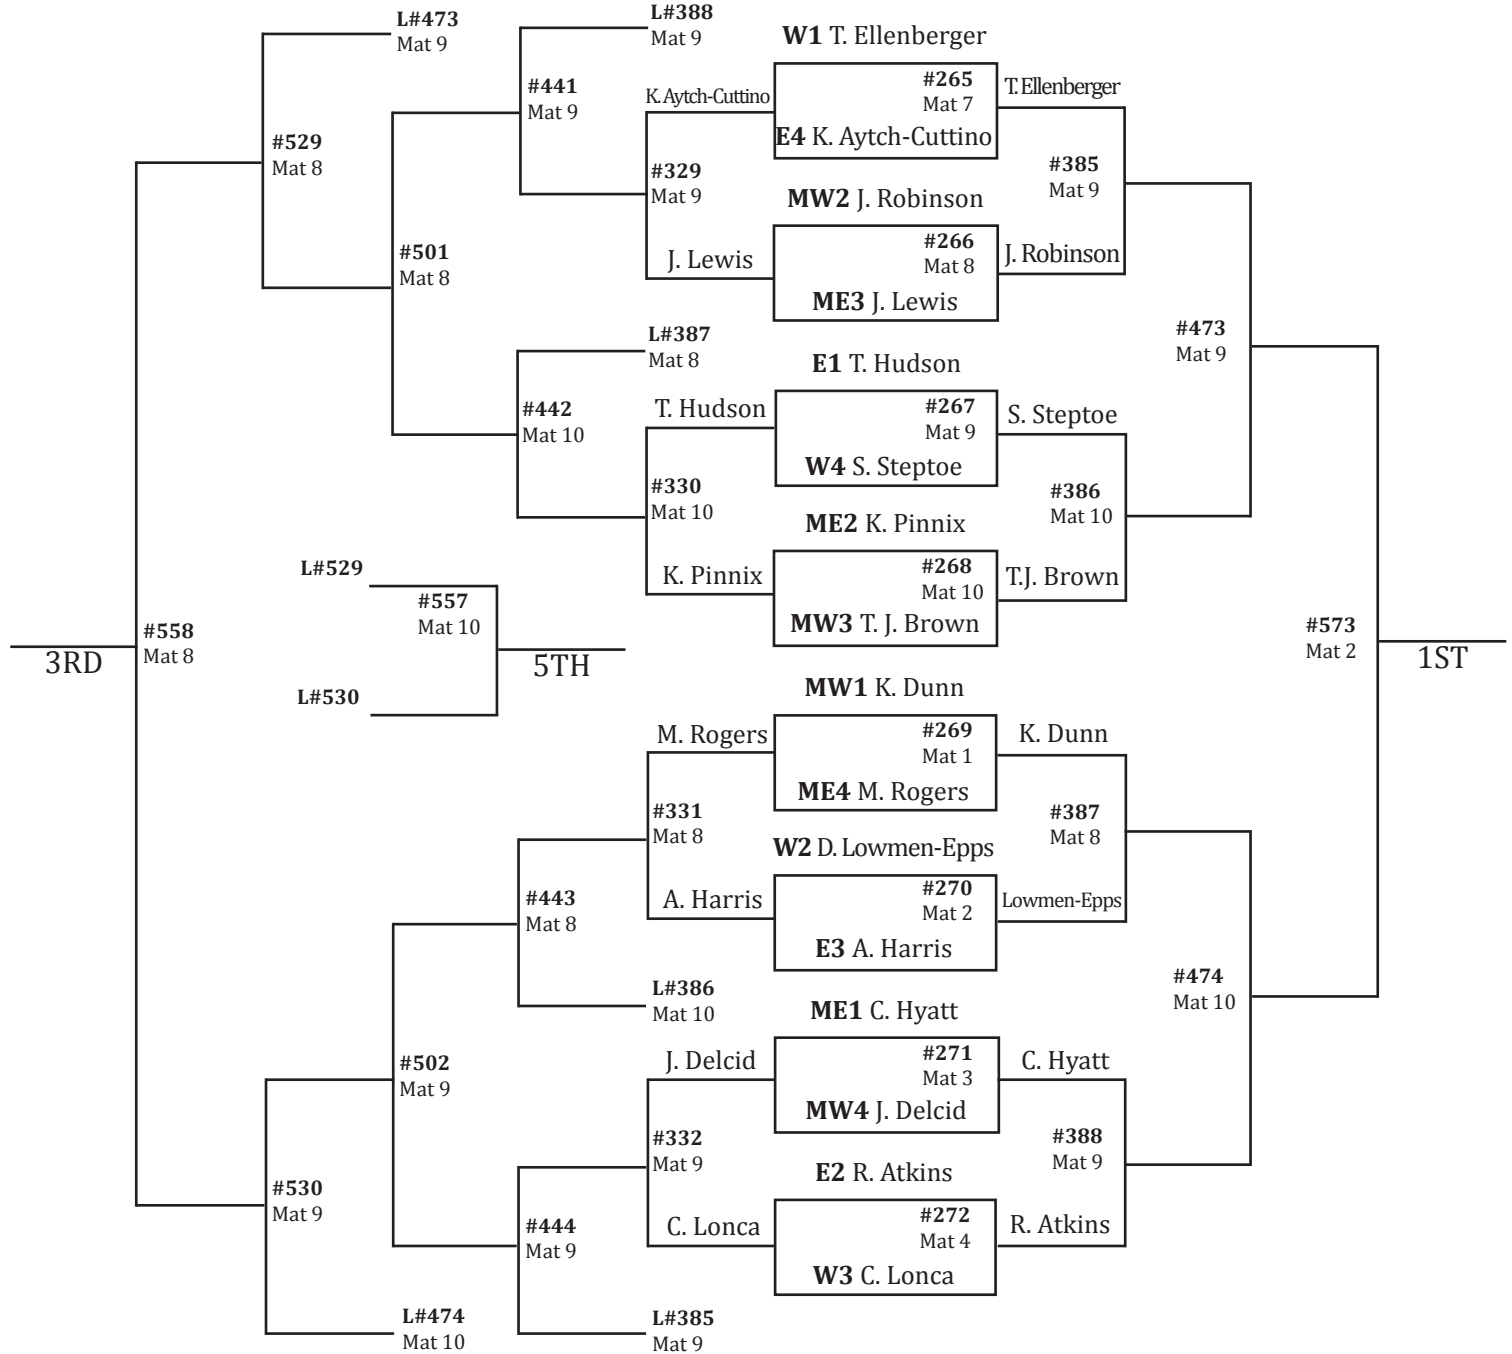 L#473
Mat 9
L#388
Mat 9
W1 T. Ellenberger
#441
Mat 9
K. Aytch-Cuttino
#265
Mat 7
T. Ellenberger
E4 K. Aytch-Cuttino
#529
Mat 8
#329
Mat 9
#385
Mat 9
MW2 J. Robinson
#501
Mat 8
J. Lewis
#266
Mat 8
J. Robinson
ME3 J. Lewis
L#387
Mat 8
#473
Mat 9
E1 T. Hudson
#442
Mat 10
T. Hudson
#267
Mat 9
S. Steptoe
W4 S. Steptoe
#330
Mat 10
#386
Mat 10
ME2 K. Pinnix
L#529
#557
Mat 10
K. Pinnix
#268
Mat 10
T.J. Brown
MW3 T. J. Brown
#558
Mat 8
3RD
5TH
#573
Mat 2
1ST
L#530
MW1 K. Dunn
M. Rogers
#269
Mat 1
K. Dunn
ME4 M. Rogers
#331
Mat 8
#387
Mat 8
W2 D. Lowmen-Epps
#443
Mat 8
A. Harris
#270
Mat 2
Lowmen-Epps
E3 A. Harris
L#386
Mat 10
#474
Mat 10
ME1 C. Hyatt
#502
Mat 9
J. Delcid
#271
Mat 3
C. Hyatt
MW4 J. Delcid
#332
Mat 9
#388
Mat 9
E2 R. Atkins
#530
Mat 9
#444
Mat 9
C. Lonca
#272
Mat 4
R. Atkins
W3 C. Lonca
L#474
Mat 10
L#385
Mat 9